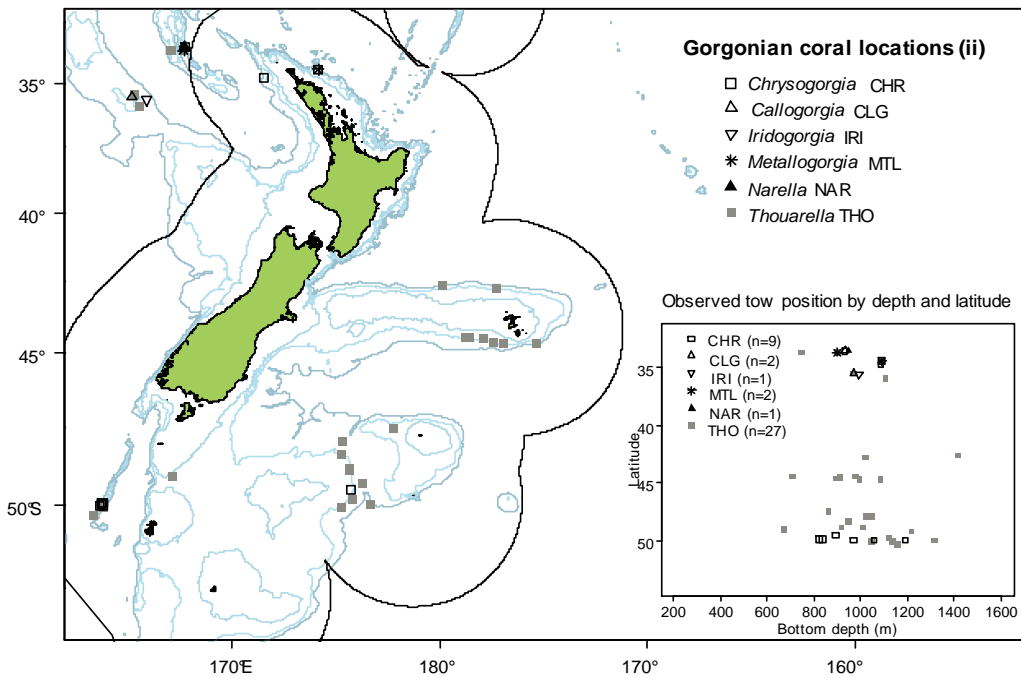 Gorgonian coral locations (ii)
Chrysogorgia CHR
Callogorgia CLG
Iridogorgia IRI
Metallogorgia MTL
Narella NAR
Thouarella THO
35°
40°
45°
50°S
170°E
180°
170°
160°
Observed tow position by depth and latitude
CHR (n=9)
CLG (n=2)
IRI (n=1)
MTL (n=2)
NAR (n=1)
THO (n=27)
Latitude
35
40
45
50
200 400 600 800 1000 1200 1400 1600
Bottom depth (m)